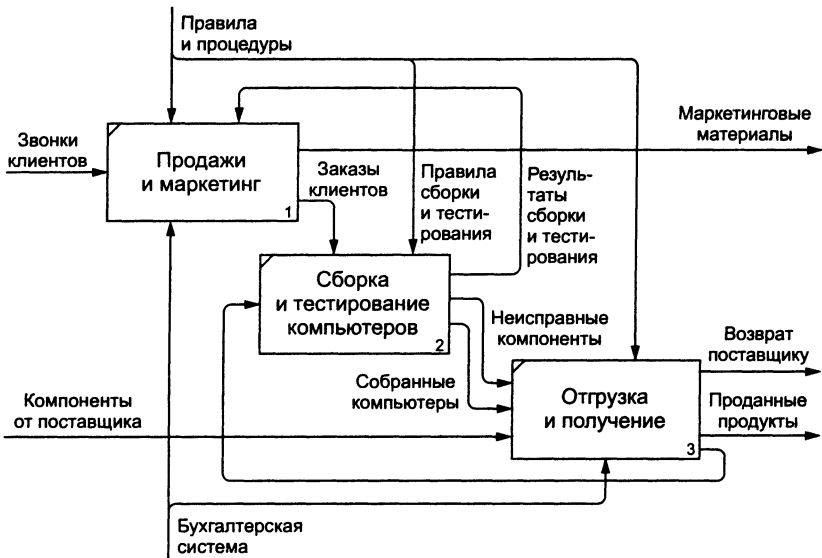 Правила
и процедуры
Звонки
клиентов
Продажи
и маркетинг
1
Маркетинговые
материалы
Заказы
клиентов
Правила
сборки
и тести-
рования
Резуль-
таты
сборки
и тести-
рования
Сборка
и тестирование
компьютеров
2
Неисправные
компоненты
Собранные
компьютеры
Возврат
поставщику
Компоненты
от поставщика
Отгрузка
и получение
3
Проданные
продукты
Бухгалтерская
система